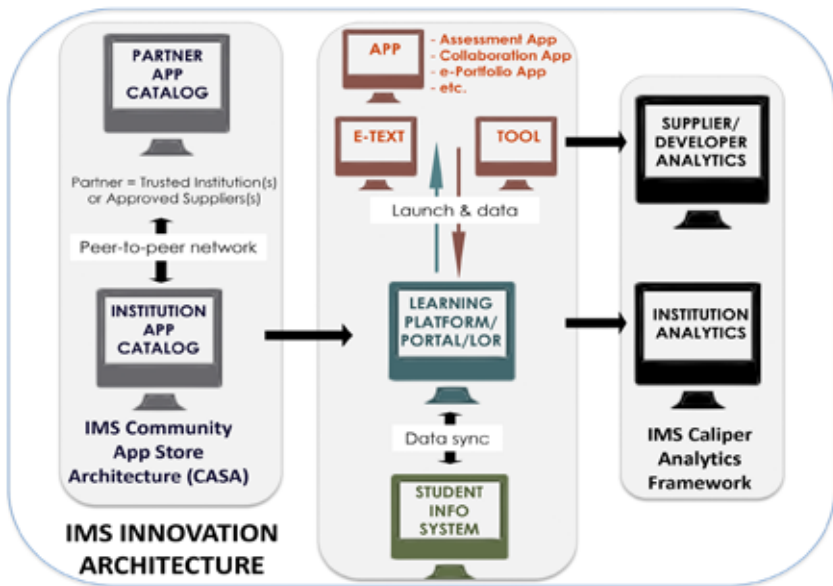 PARTNER
APP
CATALOG
Partner = Trusted Institution(s)
or Approved Suppliers(s)
Peer-to-peer network
INSTITUTION
APP
CATALOG
IMS Community
App Store
Architecture (CASA)
IMS INNOVATION
ARCHITECTURE
APP
- Assessment App
- Collaboration App
- e-Portfolio App
- etc.
E-TEXT
TOOL
Launch & data
LEARNING
PLATFORM/
PORTAL/LOR
Data sync
STUDENT
INFO
SYSTEM
SUPPLIER/
DEVELOPER
ANALYTICS
INSTITUTION
ANALYTICS
IMS Caliper
Analytics
Framework